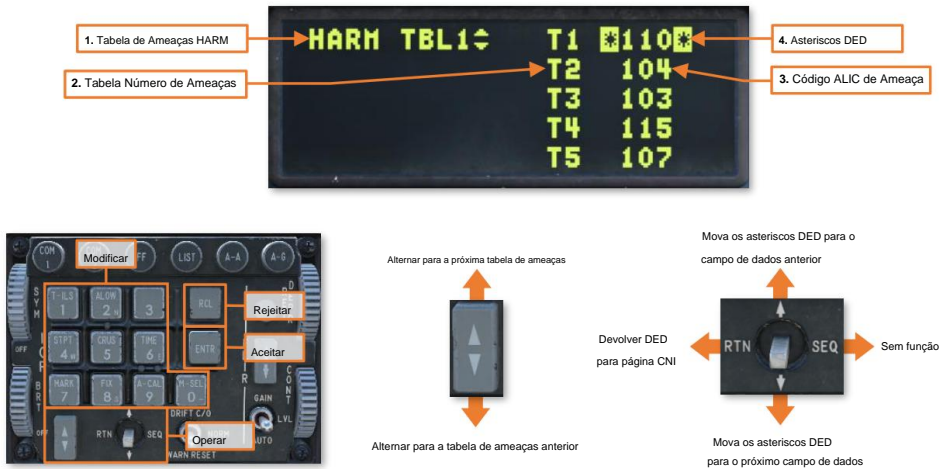 1. Tabela de Ameaças HARM
2. Tabela Número de Ameaças
HARM TBL1 T1 *110*
T2 104
T3 103
T4 115
T5 107
4. Asteriscos DED
3. Código ALIC de Ameaça
COM 1
FF
LIST
A-A
A-G
Modificar
T-ILS 1
ALOW 2 N
3
RCL
Rejeitar
STPT 4
CRUS 5
TIME 6
ENTR
Aceitar
MARK 7
FIX 8
A-CAL 9
M-SEL 0
SYM
OFF
BRT
CONT
GAIN
LVL
AUTO
DRIFT C/O
NORM
WARN RESET
RTN
SEQ
Operar
Alternar para a próxima tabela de ameaças
Alternar para a tabela de ameaças anterior
Mova os asteriscos DED para o
campo de dados anterior
Devolver DED
para página CNI
RTN
SEQ
Sem função
Mova os asteriscos DED
para o próximo campo de dados